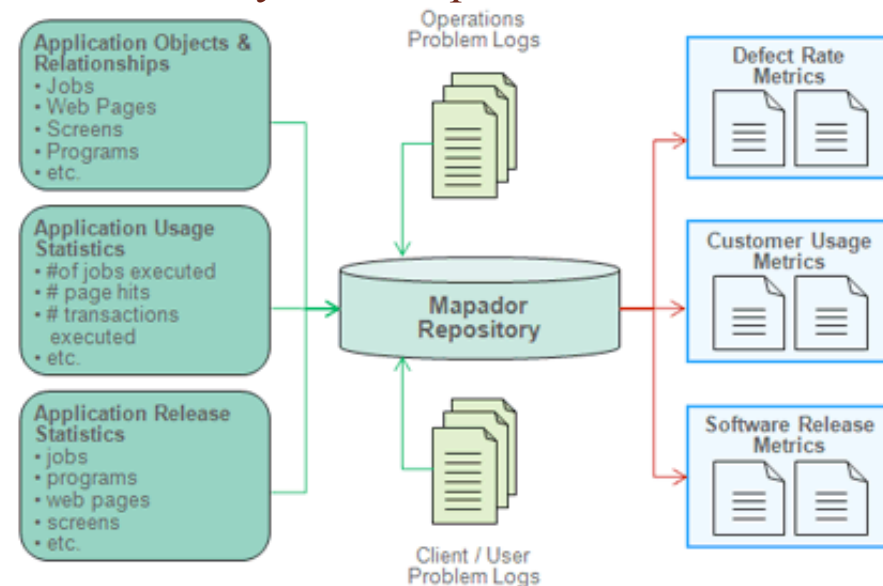 Application Objects &
Relationships
• Jobs
• Web Pages
• Screens
• Programs
• etc.
Application Usage
Statistics
• #of jobs executed
• # page hits
• # transactions
executed
• etc.
Application Release
Statistics
• jobs
• programs
• web pages
• screens
• etc.
Operations
Problem Logs
Mapador
Repository
Client / User
Problem Logs
Defect Rate
Metrics
Customer Usage
Metrics
Software Release
Metrics